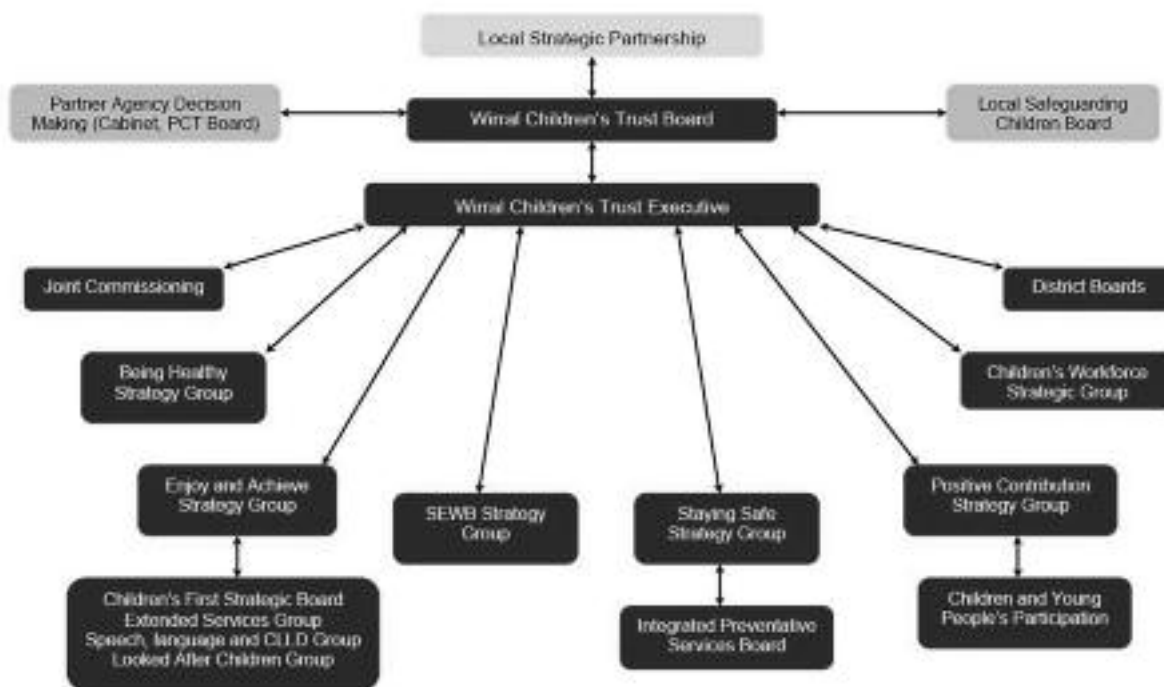 Local Strategic Partnership
Partner Agency Decision
Making (Cabinet, PCT Board)
Wirral Children's Trust Board
Local Safeguarding
Children Board
Wirral Children's Trust Executive
Joint Commissioning
District Boards
Being Healthy
Strategy Group
Children's Workforce
Strategic Group
Enjoy and Achieve
Strategy Group
SEWB Strategy
Group
Staying Safe
Strategy Group
Positive Contribution
Strategy Group
Children's First Strategic Board
Extended Services Group
Speech, language and Group
Looked After Children Group
Integrated Preventative
Services Board
Children and Young
People's Participation